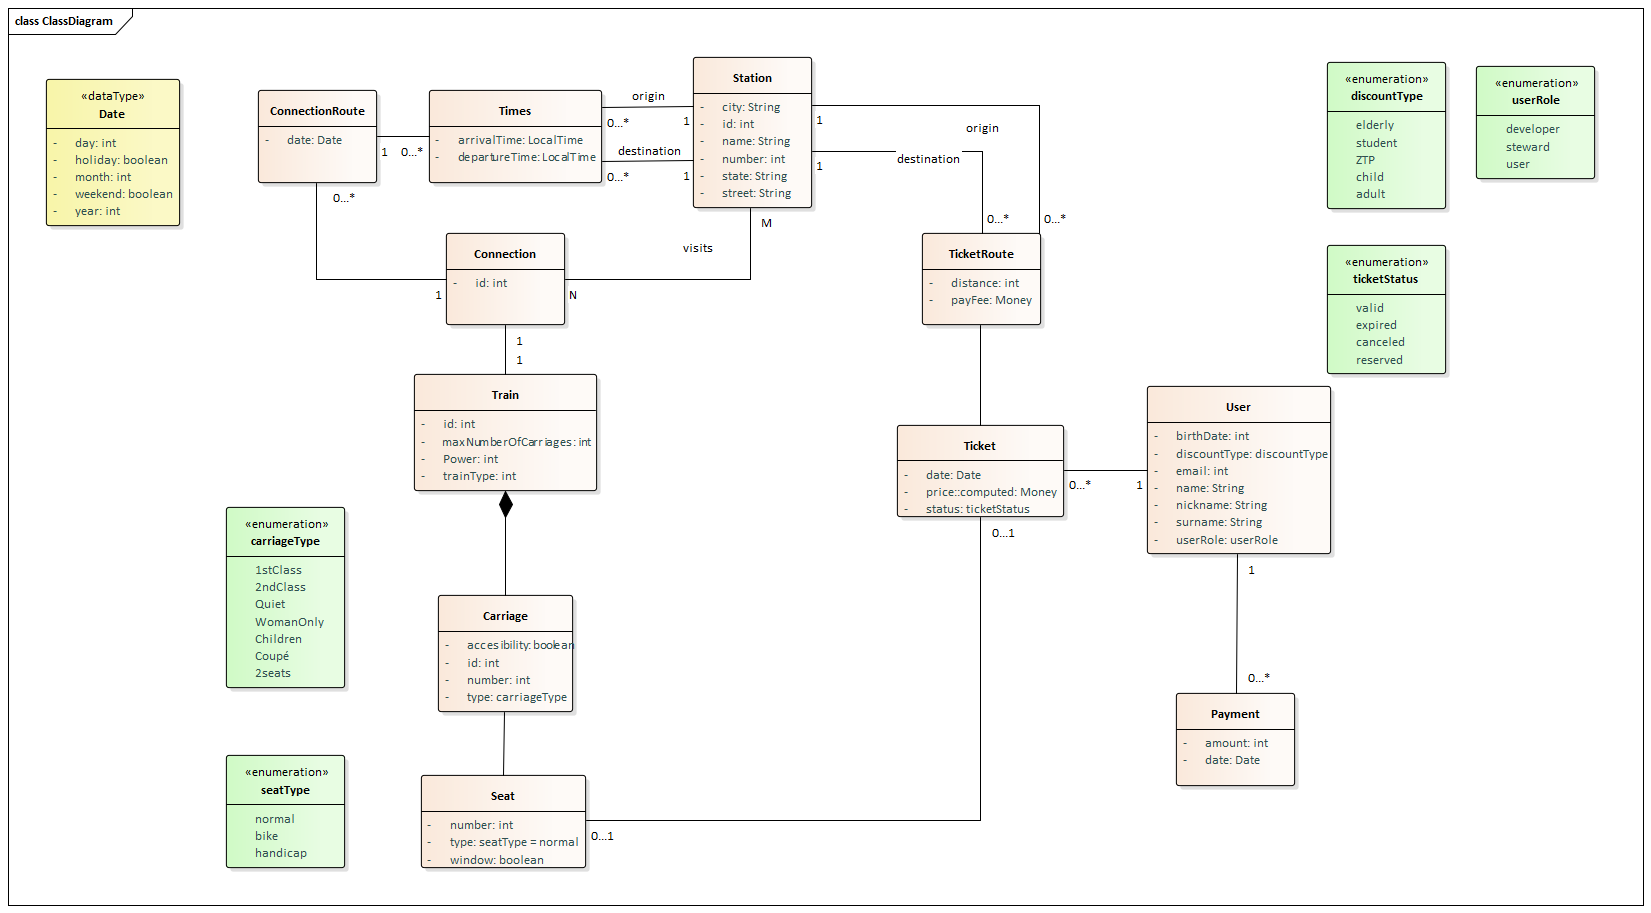 class ClassDiagram
«dataType»
Date
- day: int
- holiday: boolean
- month: int
- weekend: boolean
- year: int
ConnectionRoute
- date: Date
1
0...*
0...*
Times
- arrivalTime: LocalTime
- departureTime: LocalTime
origin
0...*
1
destination
0...*
1
Station
- city: String
- id: int
- name: String
- number: int
- state: String
- street: String
1
origin
1
destination
0...*
0...*
M
visits
N
1
Connection
- id: int
1
1
TicketRoute
- distance: int
- payFee: Money
«enumeration»
discountType
elderly
student
ZTP
child
adult
«enumeration»
userRole
developer
steward
user
«enumeration»
ticketStatus
valid
expired
canceled
reserved
Train
- id: int
- maxNumberOfCarriages: int
- Power: int
- trainType: int
Ticket
- date: Date
- price::computed: Money
- status: ticketStatus
0...*
1
0...1
User
- birthDate: int
- discountType: discountType
- email: int
- name: String
- nickname: String
- surname: String
- userRole: userRole
1
0...*
«enumeration»
carriageType
1stClass
2ndClass
Quiet
WomanOnly
Children
Coupé
2seats
Carriage
- accesibility: boolean
- id: int
- number: int
- type: carriageType
Payment
- amount: int
- date: Date
«enumeration»
seatType
normal
bike
handicap
Seat
- number: int
- type: seatType = normal
- window: boolean
0...1